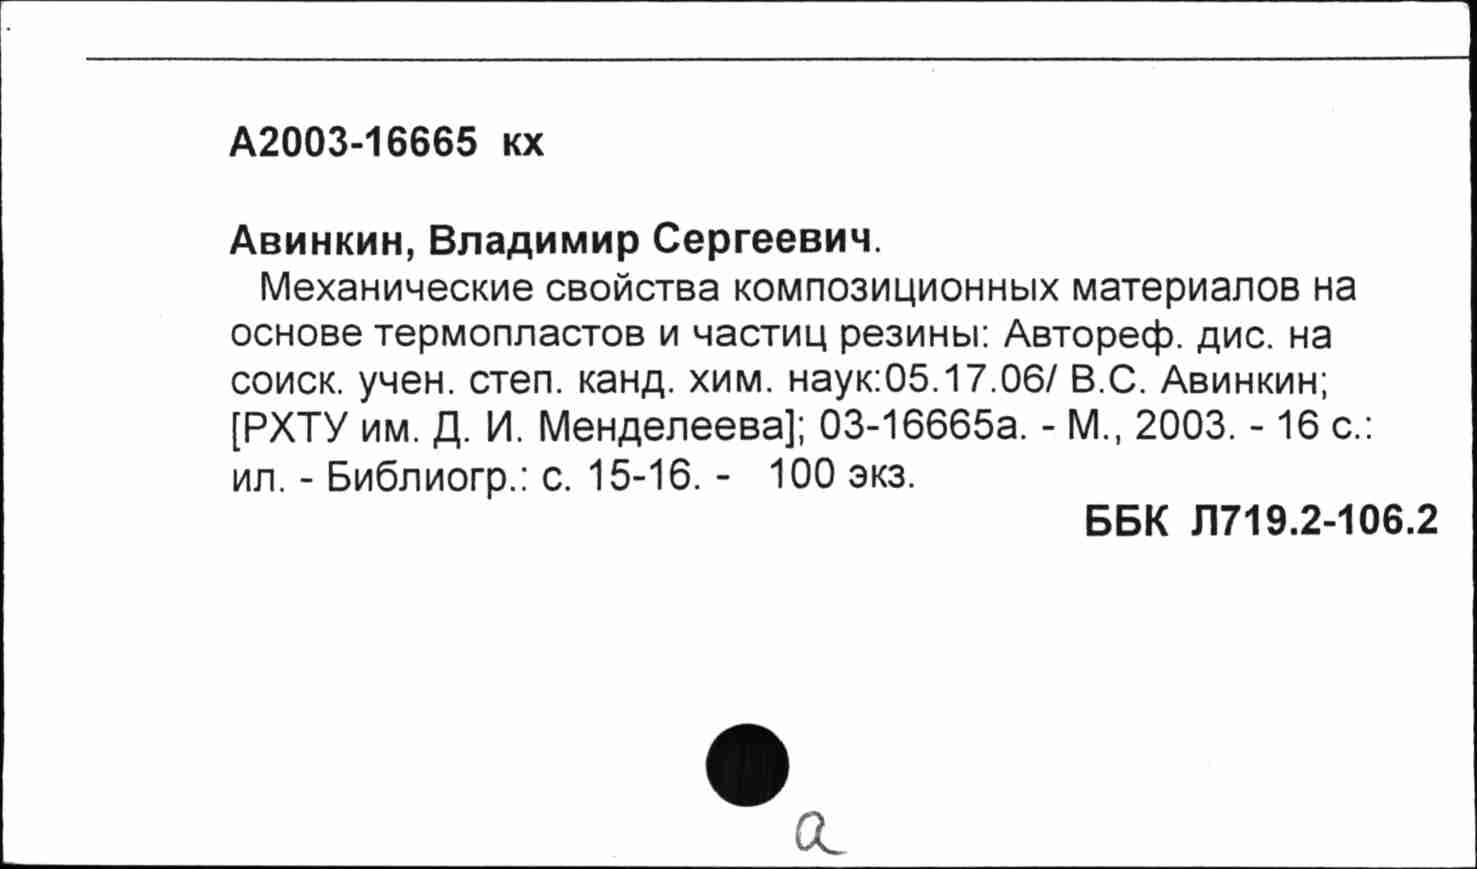 А2003-16665 кх
Авинкин, Владимир Сергеевич.
Механические свойства композиционных материалов на
основе термопластов и частиц резины: Автореф. дис. на
соиск. учен. степ. канд. хим. наук:05.17.06/ В.С. Авинкин;
[РХТУ им. Д. И. Менделеева]; 03-16665а. - М., 2003. - 16 с.:
ил. - Библиогр.: с. 15-16. - 100 экз.
ББК Л719.2-106.2
а